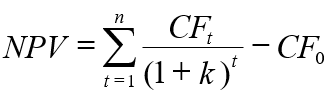 NPV = \sum_{t=1}^{n} \frac{CF_t}{(1+k)^t} - CF_0